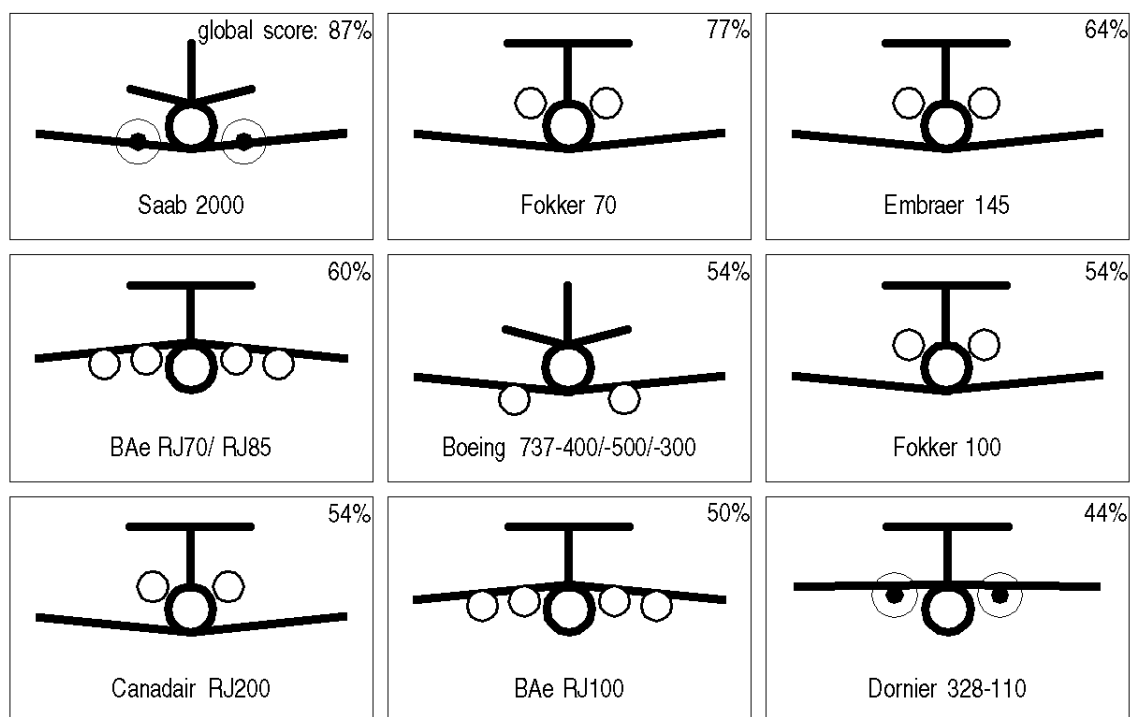 global score: 87%
Saab 2000
77%
Fokker 70
64%
Embraer 145
60%
BAe RJ70/ RJ85
54%
Boeing 737-400/-500/-300
54%
Fokker 100
54%
Canadair RJ200
50%
BAe RJ100
44%
Dornier 328-110